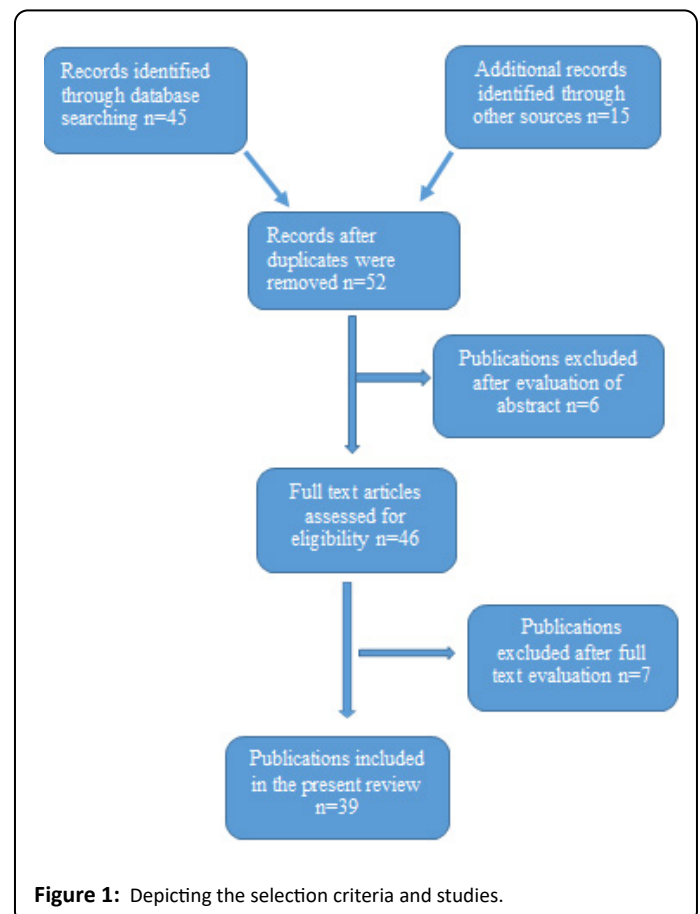 Records identified
through database
searching n=45
Additional records
identified through
other sources n=15
Records after
duplicates were
removed n=52
Publications excluded
after evaluation of
abstract n=6
Full text articles
assessed for
eligibility n=46
Publications
excluded after full
text evaluation n=7
Publications included
in the present review
n=39
Figure 1: Depicting the selection criteria and studies.